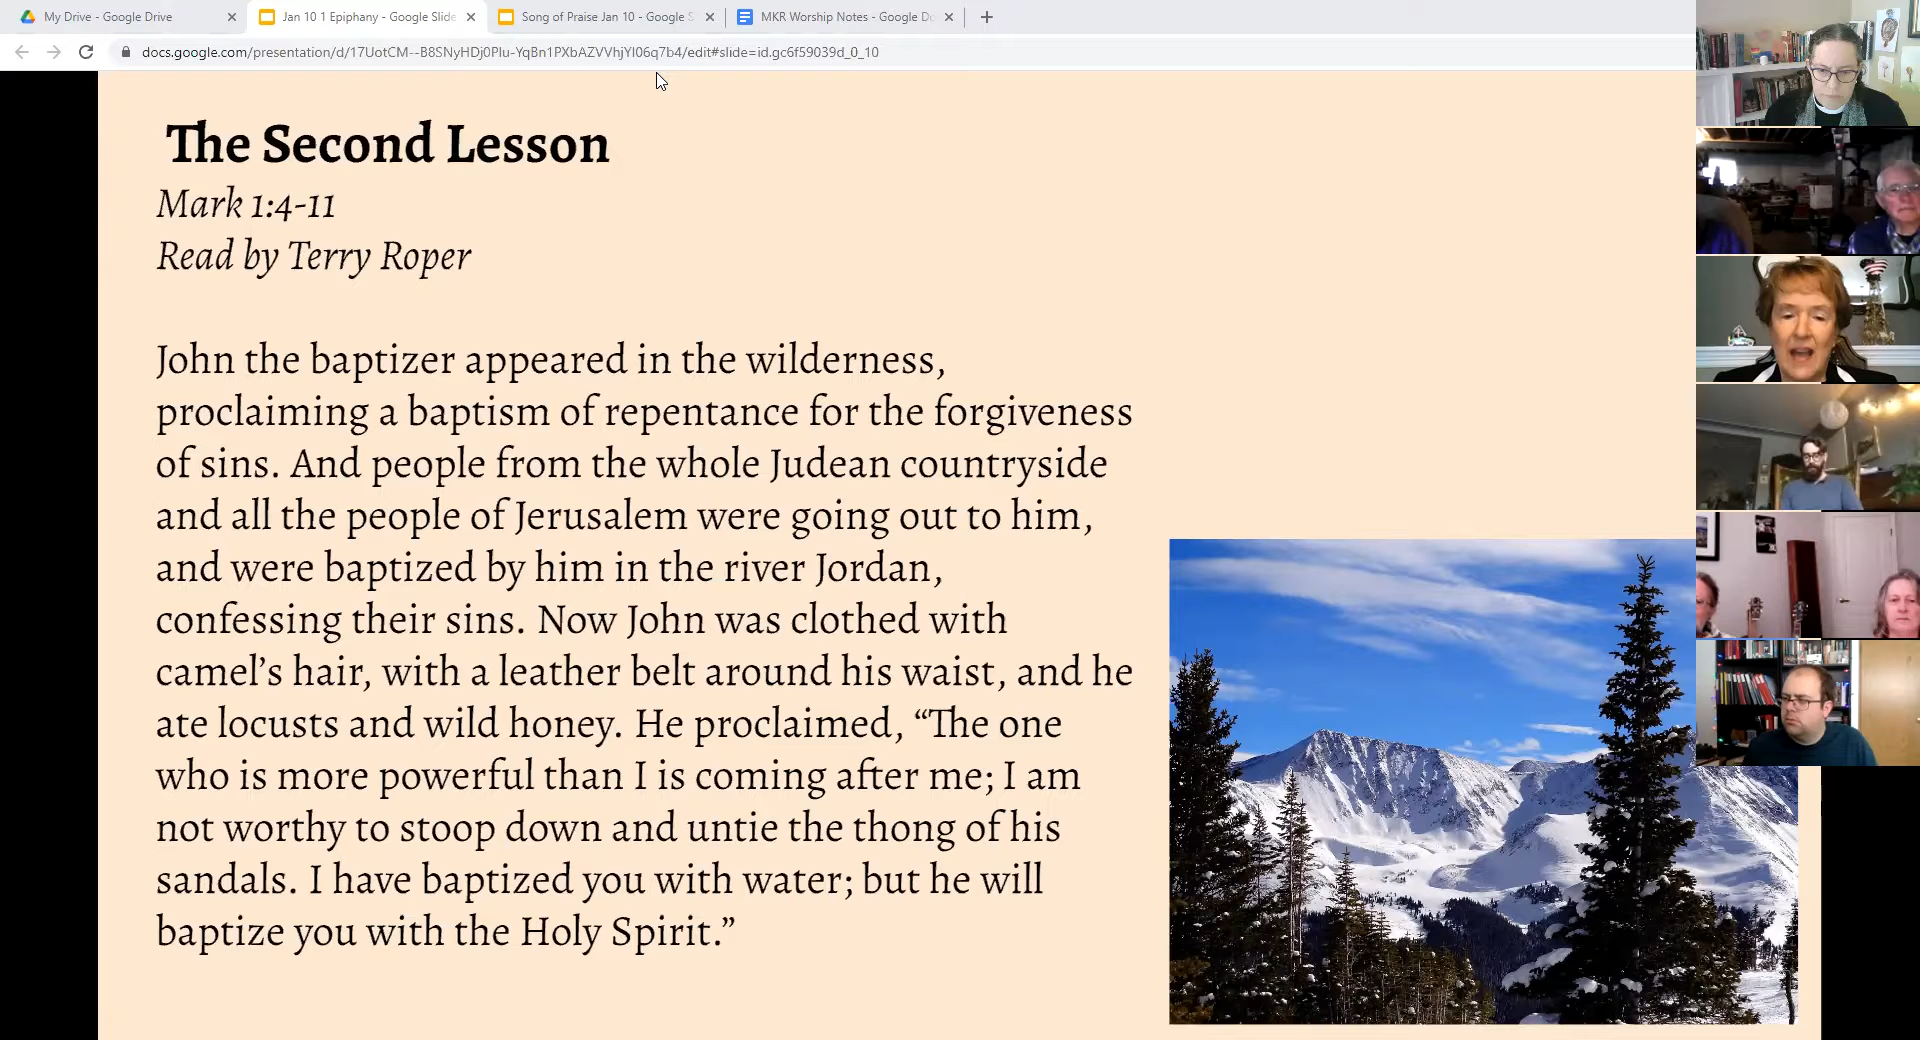 My Drive - Google Drive
Jan 10 1 Epiphany - Google Slide
Song of Praise Jan 10 - Google S
MKR Worship Notes - Google Do
docs.google.com/presentation/d/17UotCM--B8SNyHDj0Plu-YqBn1PXbAZVVhjYl06q7b4/edit#slide=id.gc6f59039d_0_10
The Second Lesson
Mark 1:4-11
Read by Terry Roper
John the baptizer appeared in the wilderness,
proclaiming a baptism of repentance for the forgiveness
of sins. And people from the whole Judean countryside
and all the people of Jerusalem were going out to him,
and were baptized by him in the river Jordan,
confessing their sins. Now John was clothed with
camel’s hair, with a leather belt around his waist, and he
ate locusts and wild honey. He proclaimed, “The one
who is more powerful than I is coming after me; I am
not worthy to stoop down and untie the thong of his
sandals. I have baptized you with water; but he will
baptize you with the Holy Spirit.”